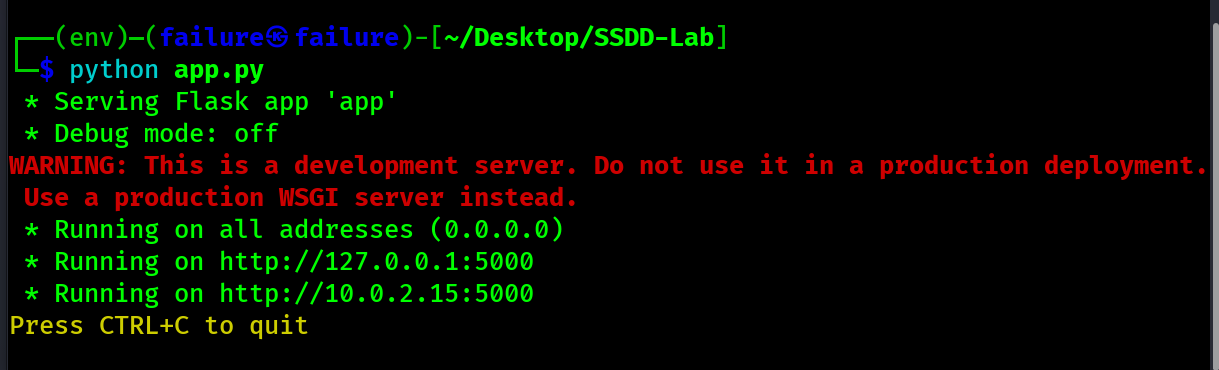 ┌──(env)─(failure㉿failure)-[~/Desktop/SSDD-Lab]
└─$ python app.py
 * Serving Flask app 'app'
 * Debug mode: off
WARNING: This is a development server. Do not use it in a production deployment.
 Use a production WSGI server instead.
 * Running on all addresses (0.0.0.0)
 * Running on http://127.0.0.1:5000
 * Running on http://10.0.2.15:5000
Press CTRL+C to quit